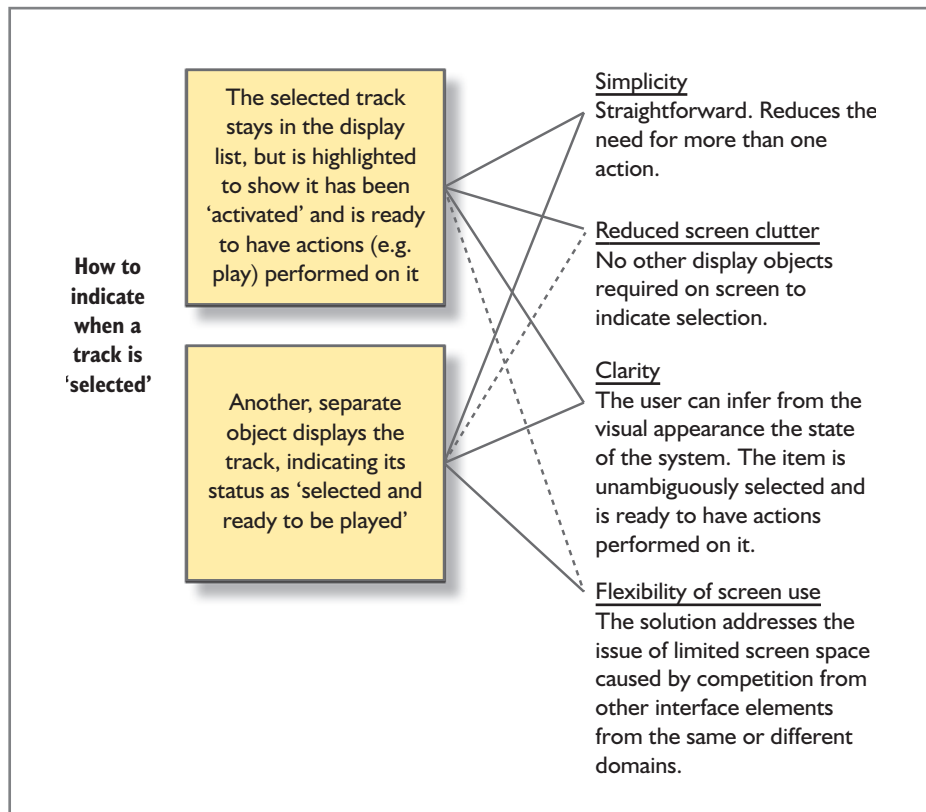 How to
indicate
when a
track is
‘selected’
The selected track
stays in the display
list, but is highlighted
to show it has been
‘activated’ and is ready
to have actions (e.g.
play) performed on it
Another, separate
object displays the
track, indicating its
status as ‘selected and
ready to be played’
Simplicity
Straightforward. Reduces the
need for more than one
action.
Reduced screen clutter
No other display objects
required on screen to
indicate selection.
Clarity
The user can infer from the
visual appearance the state
of the system. The item is
unambiguously selected and
is ready to have actions
performed on it.
Flexibility of screen use
The solution addresses the
issue of limited screen space
caused by competition from
other interface elements
from the same or different
domains.